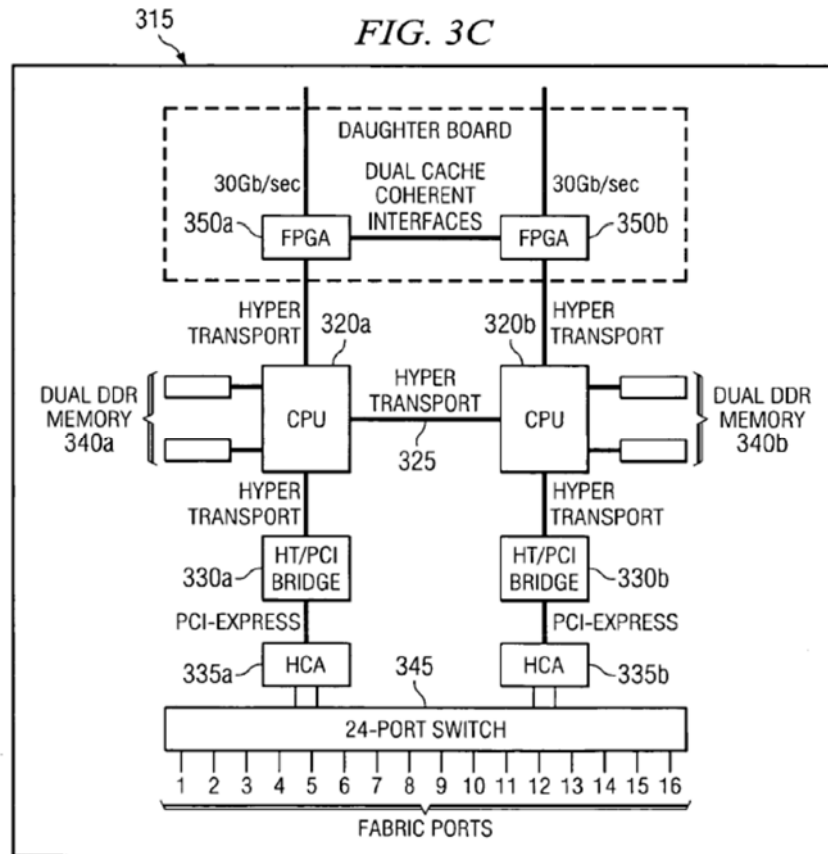 315
FIG. 3C
DAUGHTER BOARD
30Gb/sec
DUAL CACHE
COHERENT
INTERFACES
30Gb/sec
350a
FPGA
FPGA
350b
HYPER
TRANSPORT
320a
320b
HYPER
TRANSPORT
DUAL DDR
MEMORY
340a
CPU
HYPER
TRANSPORT
325
CPU
DUAL DDR
MEMORY
340b
HYPER
TRANSPORT
HYPER
TRANSPORT
330a
HT/PCI
BRIDGE
HT/PCI
BRIDGE
330b
PCI-EXPRESS
PCI-EXPRESS
335a
HCA
345
HCA
335b
24-PORT SWITCH
1 2 3 4 5 6 7 8 9 10 11 12 13 14 15 16
FABRIC PORTS